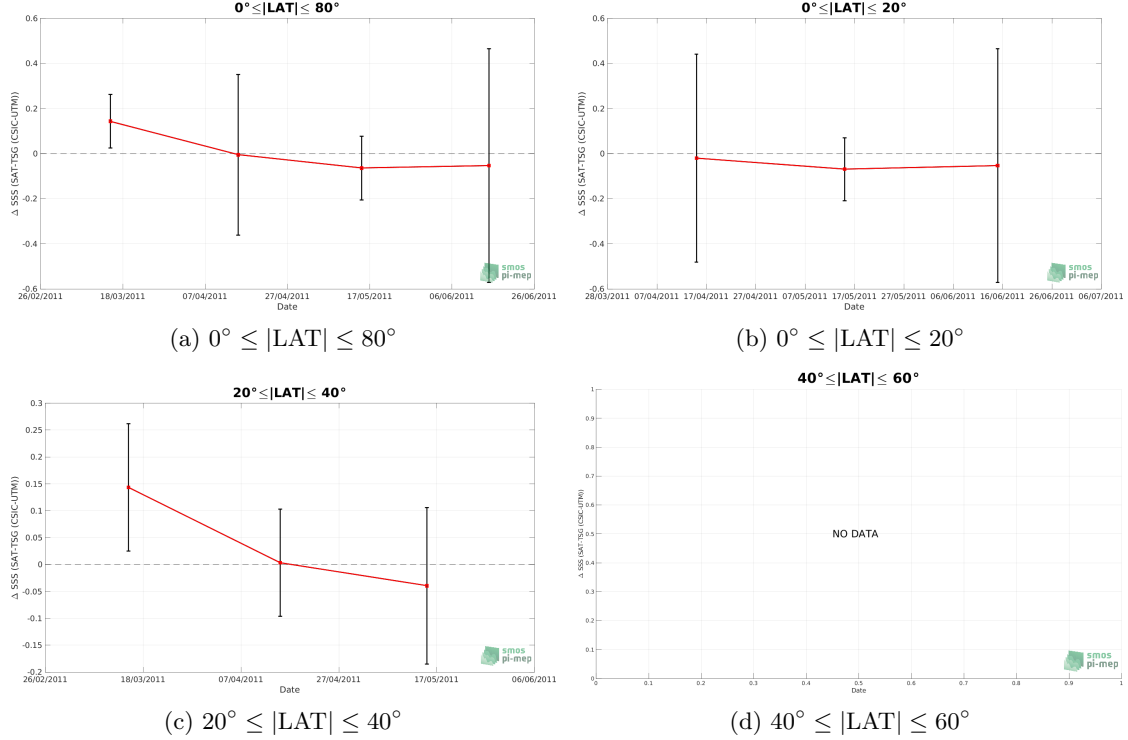 0°≤|LAT|≤ 80°
0.6
0.4
0.2
0
-0.2
-0.4
-0.6
Δ SSS (SAT-TSG (CSIC-UTM))
26/02/2011 18/03/2011 07/04/2011 27/04/2011 17/05/2011 06/06/2011 26/06/2011
Date
smos
pi-mep
(a) 0° ≤ |LAT| ≤ 80°
0°≤|LAT|≤ 20°
0.6
0.4
0.2
0
-0.2
-0.4
-0.6
Δ SSS (SAT-TSG (CSIC-UTM))
28/03/2011 07/04/2011 17/04/2011 27/04/2011 07/05/2011 17/05/2011 27/05/2011 06/06/2011 16/06/2011 26/06/2011 06/07/2011
Date
smos
pi-mep
(b) 0° ≤ |LAT| ≤ 20°
20°≤|LAT|≤ 40°
0.3
0.25
0.2
0.15
0.1
0.05
0
-0.05
-0.1
-0.15
-0.2
Δ SSS (SAT-TSG (CSIC-UTM))
26/02/2011 18/03/2011 07/04/2011 27/04/2011 17/05/2011 06/06/2011
Date
smos
pi-mep
(c) 20° ≤ |LAT| ≤ 40°
40°≤|LAT|≤ 60°
1
0.9
0.8
0.7
0.6
0.5
0.4
0.3
0.2
0.1
0
Δ SSS (SAT-TSG (CSIC-UTM))
NO DATA
0 0.1 0.2 0.3 0.4 0.5 0.6 0.7 0.8 0.9 1
Date
smos
pi-mep
(d) 40° ≤ |LAT| ≤ 60°